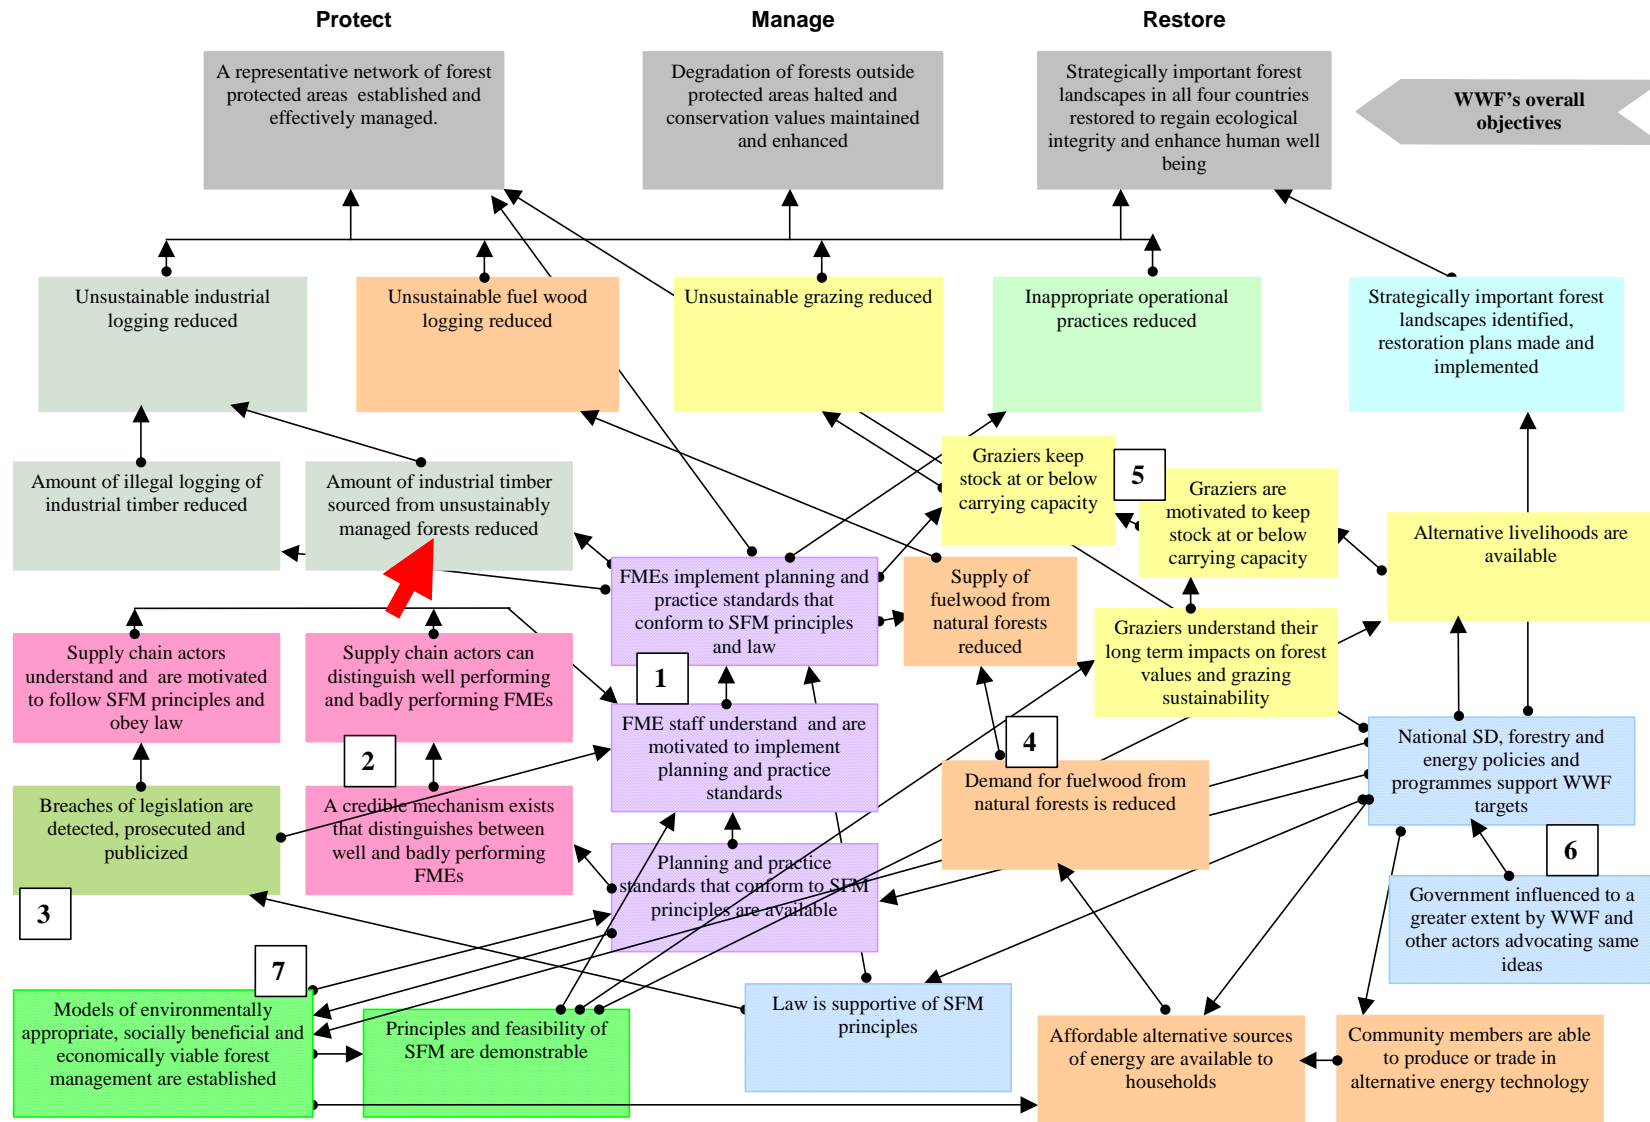 Protect
Manage
Restore
A representative network of forest
protected areas established and
effectively managed.
Degradation of forests outside
protected areas halted and
conservation values maintained
and enhanced
Strategically important forest
landscapes in all four countries
restored to regain ecological
integrity and enhance human well
being
WWF's overall
objectives
Unsustainable industrial
logging reduced
Unsustainable fuel wood
logging reduced
Unsustainable grazing reduced
Inappropriate operational
practices reduced
Strategically important forest
landscapes identified,
restoration plans made and
implemented
Amount of illegal logging of
industrial timber reduced
Amount of industrial timber
sourced from unsustainably
managed forests reduced
Graziers keep
stock at or below
carrying capacity
5
Graziers are
motivated to keep
stock at or below
carrying capacity
Alternative livelihoods are
available
FMEs implement planning and
practice standards that
conform to SFM principles
and law
Supply of
fuelwood from
natural forests
reduced
Supply chain actors
understand and are motivated
to follow SFM principles and
obey law
Supply chain actors can
distinguish well performing
and badly performing FMEs
1
Graziers understand their
long term impacts on forest
values and grazing
sustainability
FME staff understand and are
motivated to implement
planning and practice
standards
2
4
National SD, forestry and
energy policies and
programmes support WWF
targets
Breaches of legislation are
detected, prosecuted and
publicized
A credible mechanism exists
that distinguishes between
well and badly performing
FMEs
Demand for fuelwood from
natural forests is reduced
3
Planning and practice
standards that conform to SFM
principles are available
6
Government influenced to a
greater extent by WWF and
other actors advocating same
ideas
7
Models of environmentally
appropriate, socially beneficial and
economically viable forest
management are established
Principles and feasibility of
SFM are demonstrable
Law is supportive of SFM
principles
Affordable alternative sources
of energy are available to
households
Community members are able
to produce or trade in
alternative energy technology